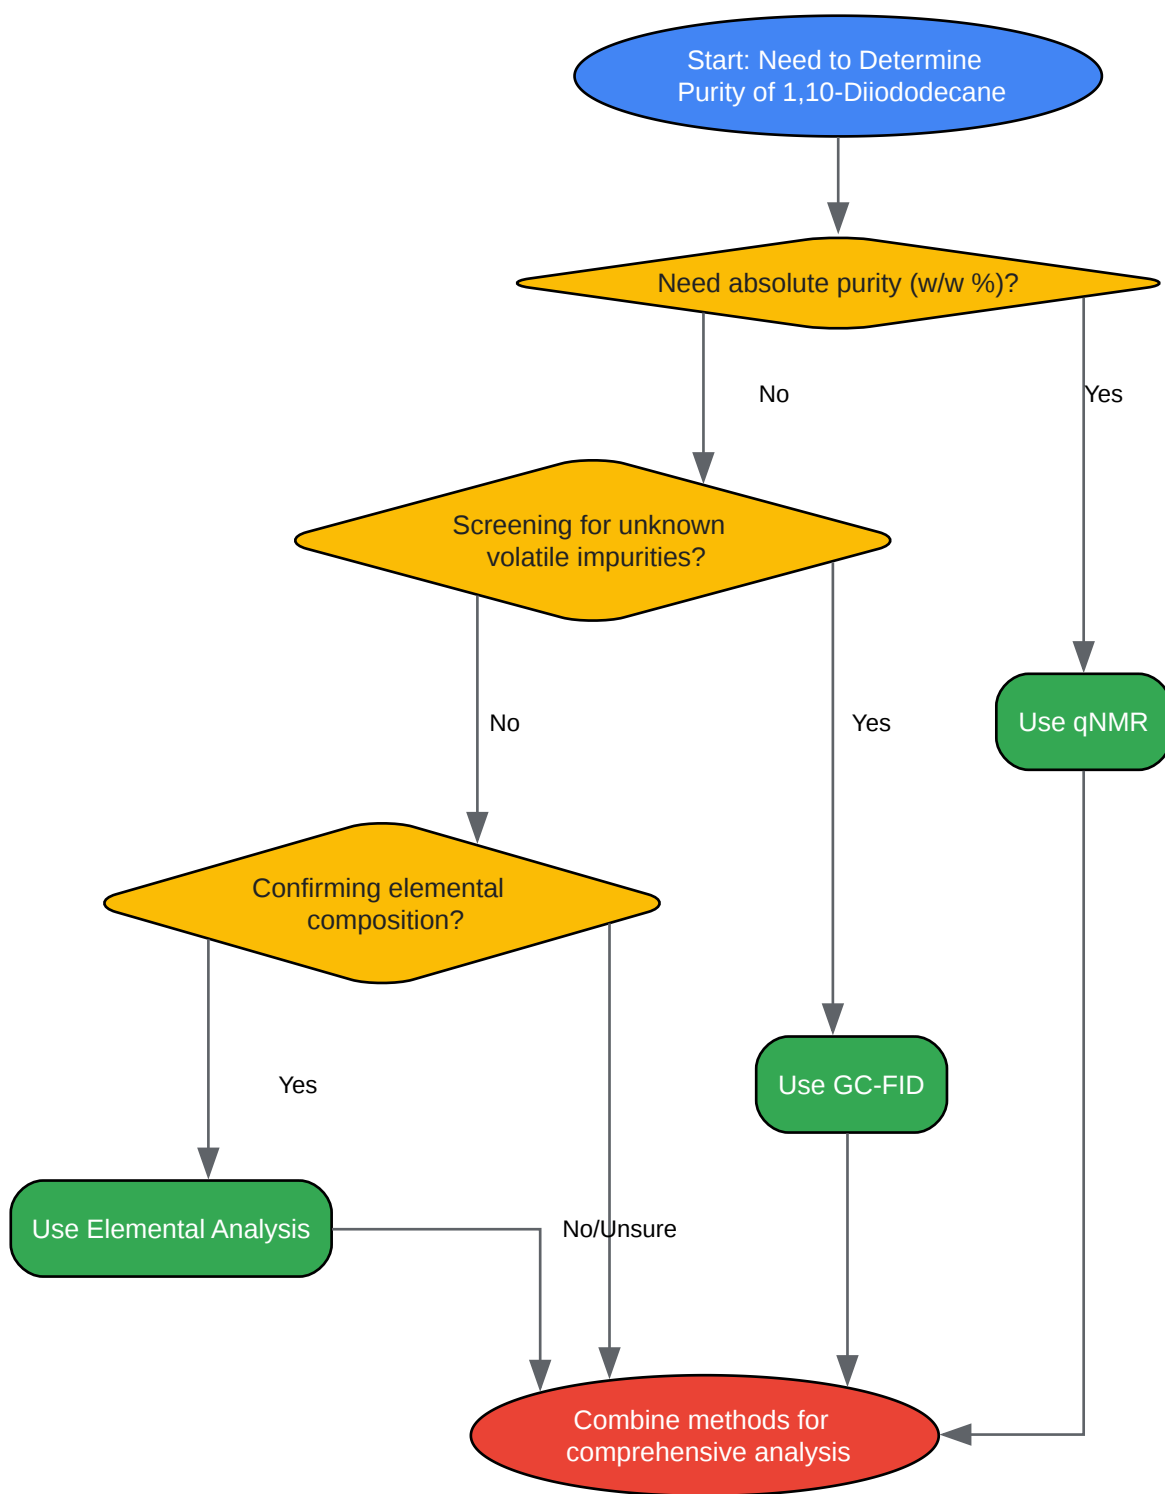 Start: Need to Determine
Purity of 1,10-Diiododecane
Need absolute purity (w/w %)?
No
Yes
Screening for unknown
volatile impurities?
No
Yes
Use qNMR
Confirming elemental
composition?
Yes
Use GC-FID
Use Elemental Analysis
No/Unsure
Combine methods for
comprehensive analysis